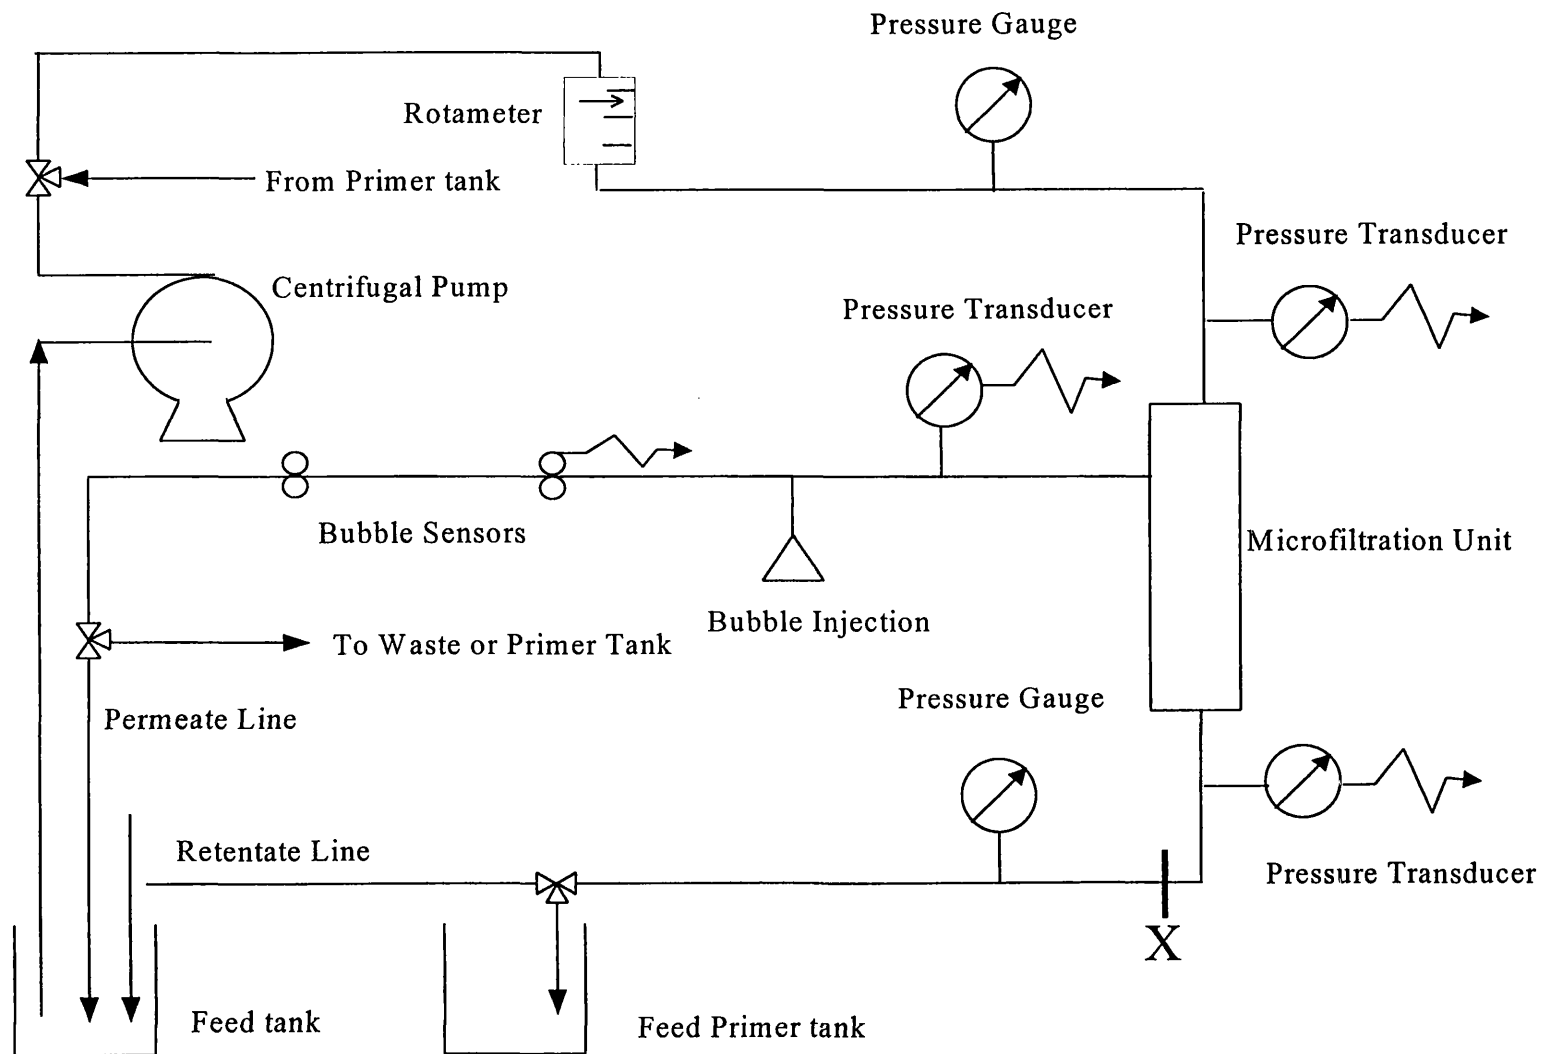 Pressure Gauge
Rotameter
From Primer tank
Pressure Transducer
Centrifugal Pump
Pressure Transducer
Bubble Sensors
Microfiltration Unit
Bubble Injection
To Waste or Primer Tank
Pressure Gauge
Permeate Line
Retentate Line
Pressure Transducer
X
Feed tank
Feed Primer tank